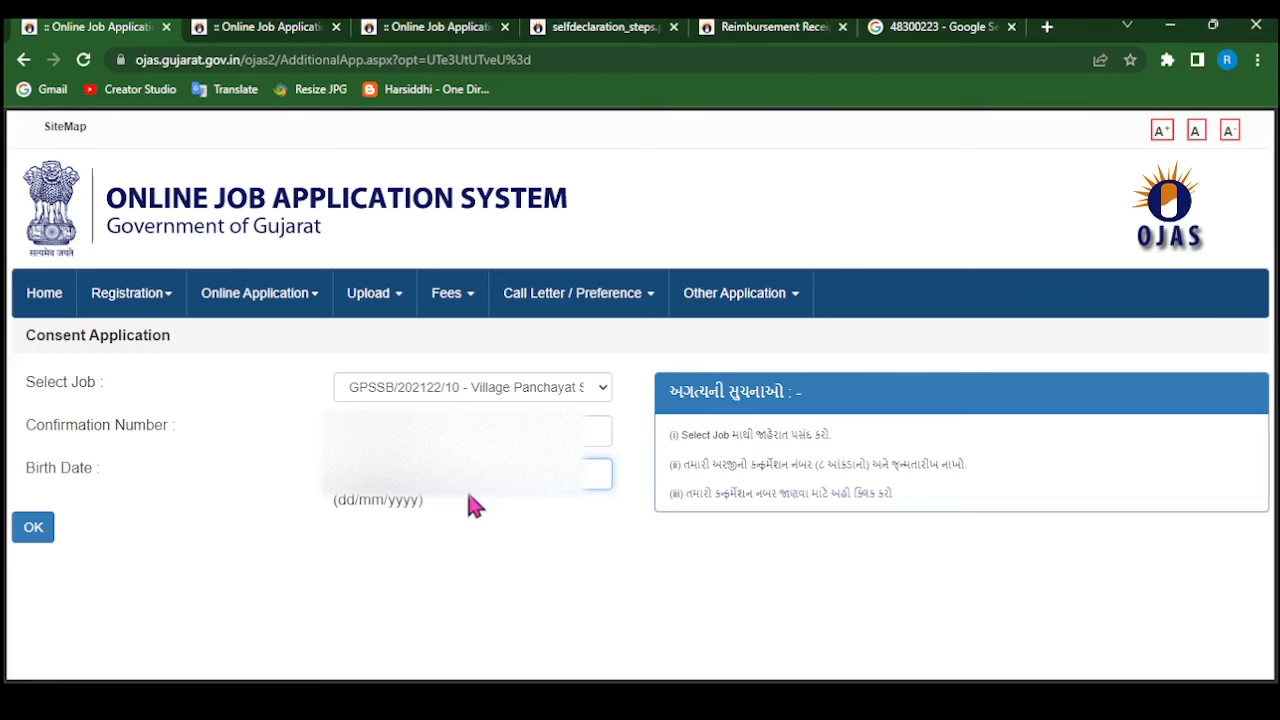 :: Online Job Applicati
:: Online Job Applicati
:: Online Job Applicati
selfdeclaration_steps.p
Reimbursement Recei
48300223 - Google Se
ojas.gujarat.gov.in/ojas2/AdditionalApp.aspx?opt=UTe3UtUTveU%3d
R
Gmail
Creator Studio
Translate
Resize JPG
Harsiddhi - One Dir...
SiteMap
A+
A
A-
ONLINE JOB APPLICATION SYSTEM
Government of Gujarat
सत्यमेव जयते
OJAS
Home
Registration
Online Application
Upload
Fees
Call Letter / Preference
Other Application
Consent Application
Select Job :
GPSSB/202122/10 - Village Panchayat S
Confirmation Number :
Birth Date :
(dd/mm/yyyy)
OK
અગત્યની સુચનાઓ : -
(i) Select Job માથી જાહેરાત પસંદ કરો.
(ii) તમારો અરજીનો કન્ફર્મેશન નંબર (૮ આંકડાનો) અને જન્મતારીખ નાખો.
(iii) તમારો કન્ફર્મેશન નંબર જાણવા માટે અહી ક્લિક કરો